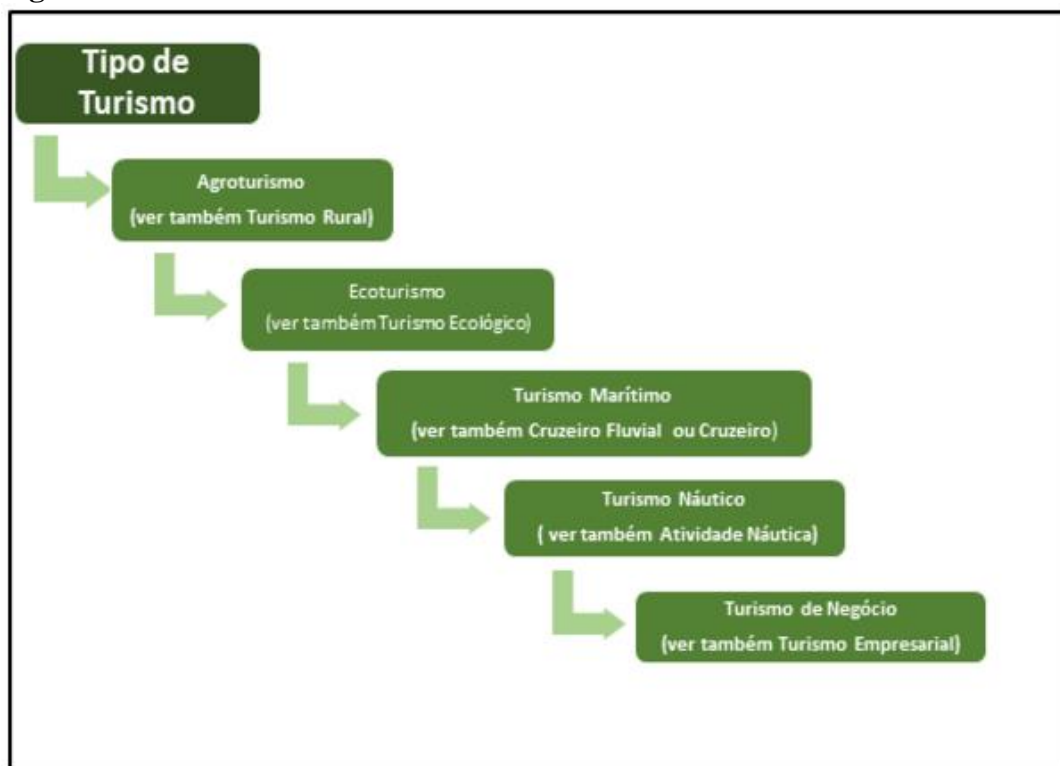 Tipo de
Turismo
Agroturismo
(ver também Turismo Rural)
Ecoturismo
(ver também Turismo Ecológico)
Turismo Marítimo
(ver também Cruzeiro Fluvial ou Cruzeiro)
Turismo Náutico
( ver também Atividade Náutica)
Turismo de Negócio
(ver também Turismo Empresarial)